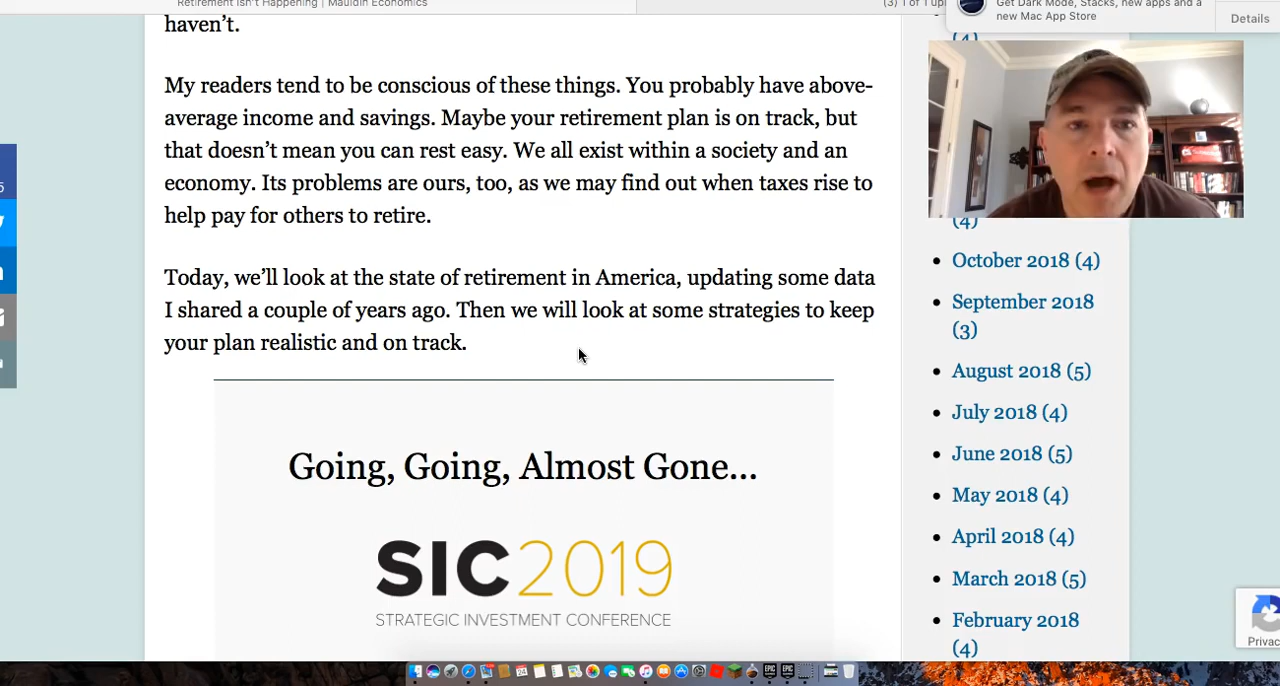 Retirement Isn't Happening | Mauldin Economics
(3) 1 of 1 upl
Get Dark Mode, Stacks, new apps and a
new Mac App Store
Details
haven't.
My readers tend to be conscious of these things. You probably have above-
average income and savings. Maybe your retirement plan is on track, but
that doesn't mean you can rest easy. We all exist within a society and an
economy. Its problems are ours, too, as we may find out when taxes rise to
help pay for others to retire.
Today, we'll look at the state of retirement in America, updating some data
I shared a couple of years ago. Then we will look at some strategies to keep
your plan realistic and on track.
Going, Going, Almost Gone...
SIC2019
STRATEGIC INVESTMENT CONFERENCE
(4)
(4)
October 2018 (4)
September 2018
(3)
August 2018 (5)
July 2018 (4)
June 2018 (5)
May 2018 (4)
April 2018 (4)
March 2018 (5)
February 2018
(4)
5
Privac